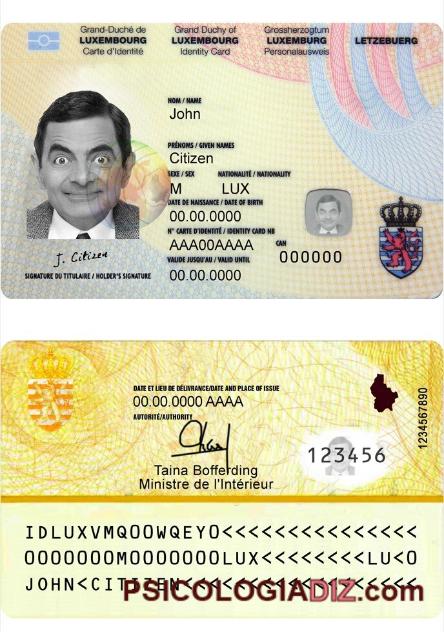 Grand-Duché de Grand Duchy of Grossherzogtum
LUXEMBOURG LUXEMBOURG LUXEMBURG LETZEBUERG
Carte d'Identité Identity Card Personalausweis
NOM / NAME
John
PRÉNOMS / GIVEN NAMES
Citizen
SEXE / SEX NATIONALITÉ / NATIONALITY
M LUX
DATE DE NAISSANCE / DATE OF BIRTH
00.00.0000
N° CARTE D'IDENTITÉ / IDENTITY CARD NB CAN
AAA00AAAA 000000
VALIDE JUSQU'AU / VALID UNTIL
00.00.0000
J. Citizen
SIGNATURE DU TITULAIRE / HOLDER'S SIGNATURE
DATE ET LIEU DE DÉLIVRANCE/DATE AND PLACE OF ISSUE
00.00.0000 AAAA
AUTORITÉ/AUTHORITY
Taina Bofferding
Ministre de l'Intérieur
123456
1234567890
IDLUXVMQ00WQEY0<<<<<<<<<<<<<<<
0000000M0000000LUX<<<<<<<<LU<0
JOHN<CITIZEN<<<<<<<<<<<<<<<<<<
PSICOLOGIADIZ.com